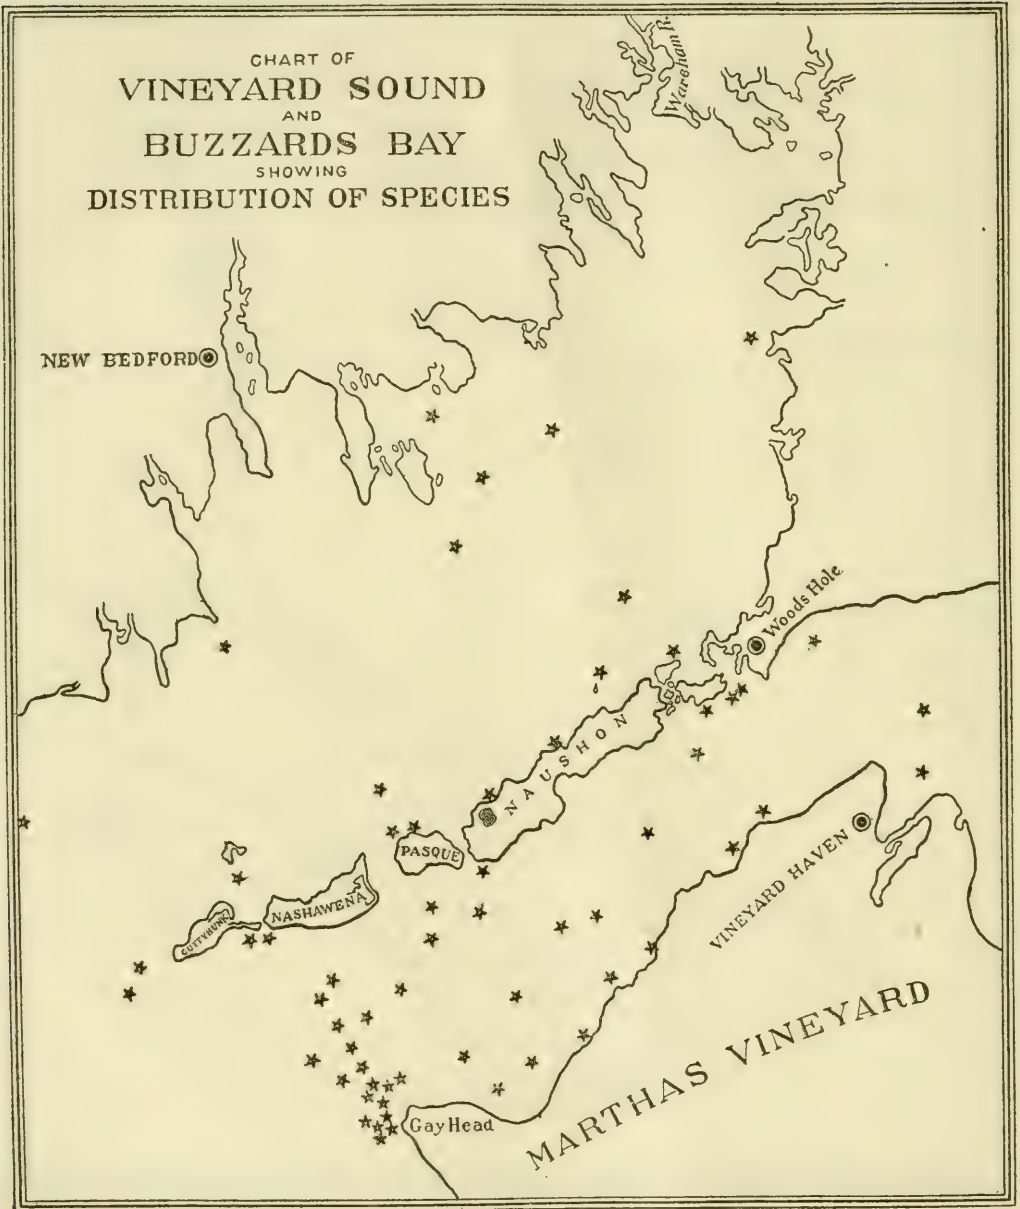 CHART OF
VINEYARD SOUND
AND
BUZZARDS BAY
SHOWING
DISTRIBUTION OF SPECIES
Wareham R.
NEW BEDFORD
Woods Hole.
NAUSHON
PASQUE
NASHAWENA
CUTTYHUNK
VINEYARD HAVEN
MARTHAS VINEYARD
Gay Head